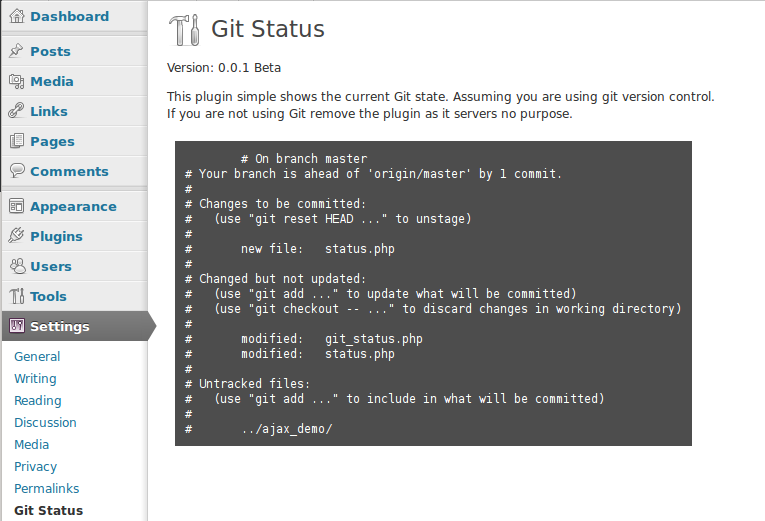 Dashboard
Posts
Media
Links
Pages
Comments
Appearance
Plugins
Users
Tools
Settings
General
Writing
Reading
Discussion
Media
Privacy
Permalinks
Git Status
Git Status
Version: 0.0.1 Beta
This plugin simple shows the current Git state. Assuming you are using git version control.
If you are not using Git remove the plugin as it servers no purpose.
# On branch master
# Your branch is ahead of 'origin/master' by 1 commit.
#
# Changes to be committed:
#   (use "git reset HEAD ..." to unstage)
#
#       new file:   status.php
#
# Changed but not updated:
#   (use "git add ..." to update what will be committed)
#   (use "git checkout -- ..." to discard changes in working directory)
#
#       modified:   git_status.php
#       modified:   status.php
#
# Untracked files:
#   (use "git add ..." to include in what will be committed)
#
#       ../ajax_demo/